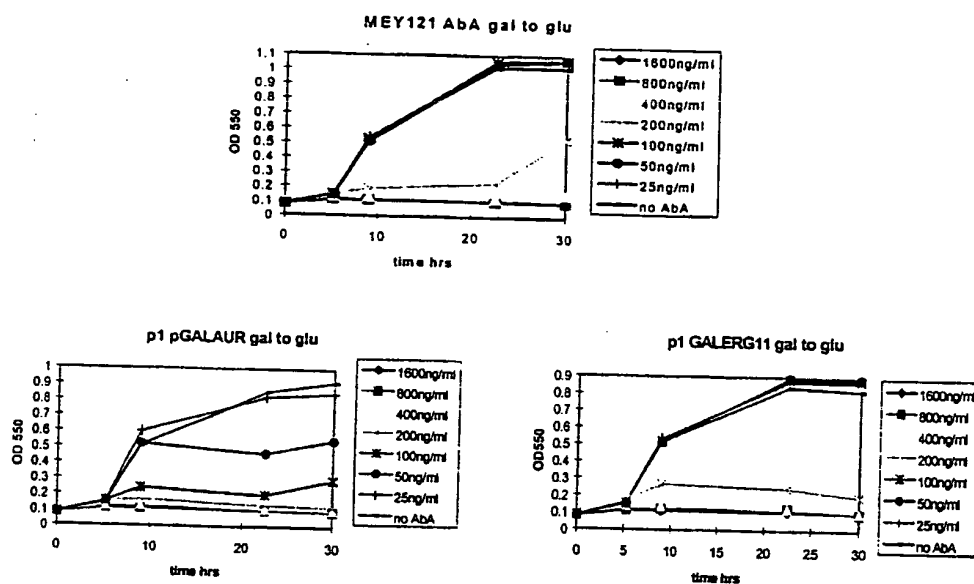 MEY121 AbA gal to glu
1.1
1
0.9
0.8
0.7
0.6
0.5
0.4
0.3
0.2
0.1
0
OD 550
0
10
20
30
time hrs
1600ng/ml
800ng/ml
400ng/ml
200ng/ml
100ng/ml
50ng/ml
25ng/ml
no AbA
p1 pGALAUR gal to glu
1
0.9
0.8
0.7
0.6
0.5
0.4
0.3
0.2
0.1
0
OD 550
0
10
20
30
time hrs
1600ng/ml
800ng/ml
400ng/ml
200ng/ml
100ng/ml
50ng/ml
25ng/ml
no AbA
p1 GALERG11 gal to glu
0.9
0.8
0.7
0.6
0.5
0.4
0.3
0.2
0.1
0
OD550
0
5
10
15
20
25
30
time hrs
1600ng/ml
800ng/ml
400ng/ml
200ng/ml
100ng/ml
50ng/ml
25ng/ml
no AbA